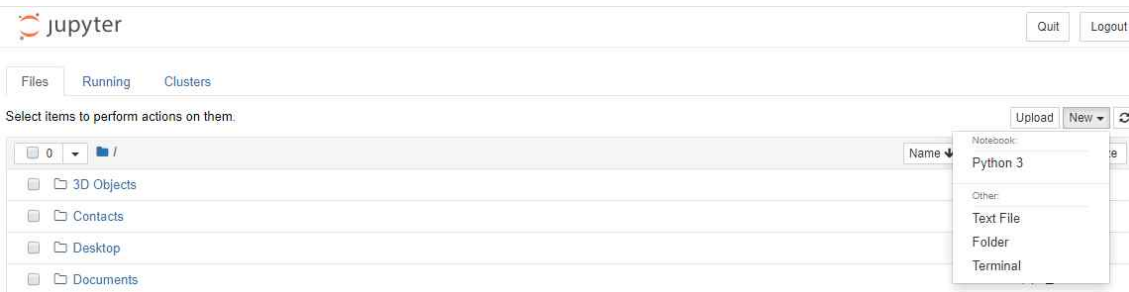 jupyter
Quit Logout
Files Running Clusters
Select items to perform actions on them.
Upload New
0 / Name
Notebook:
Python 3
Other:
Text File
Folder
Terminal
3D Objects
Contacts
Desktop
Documents